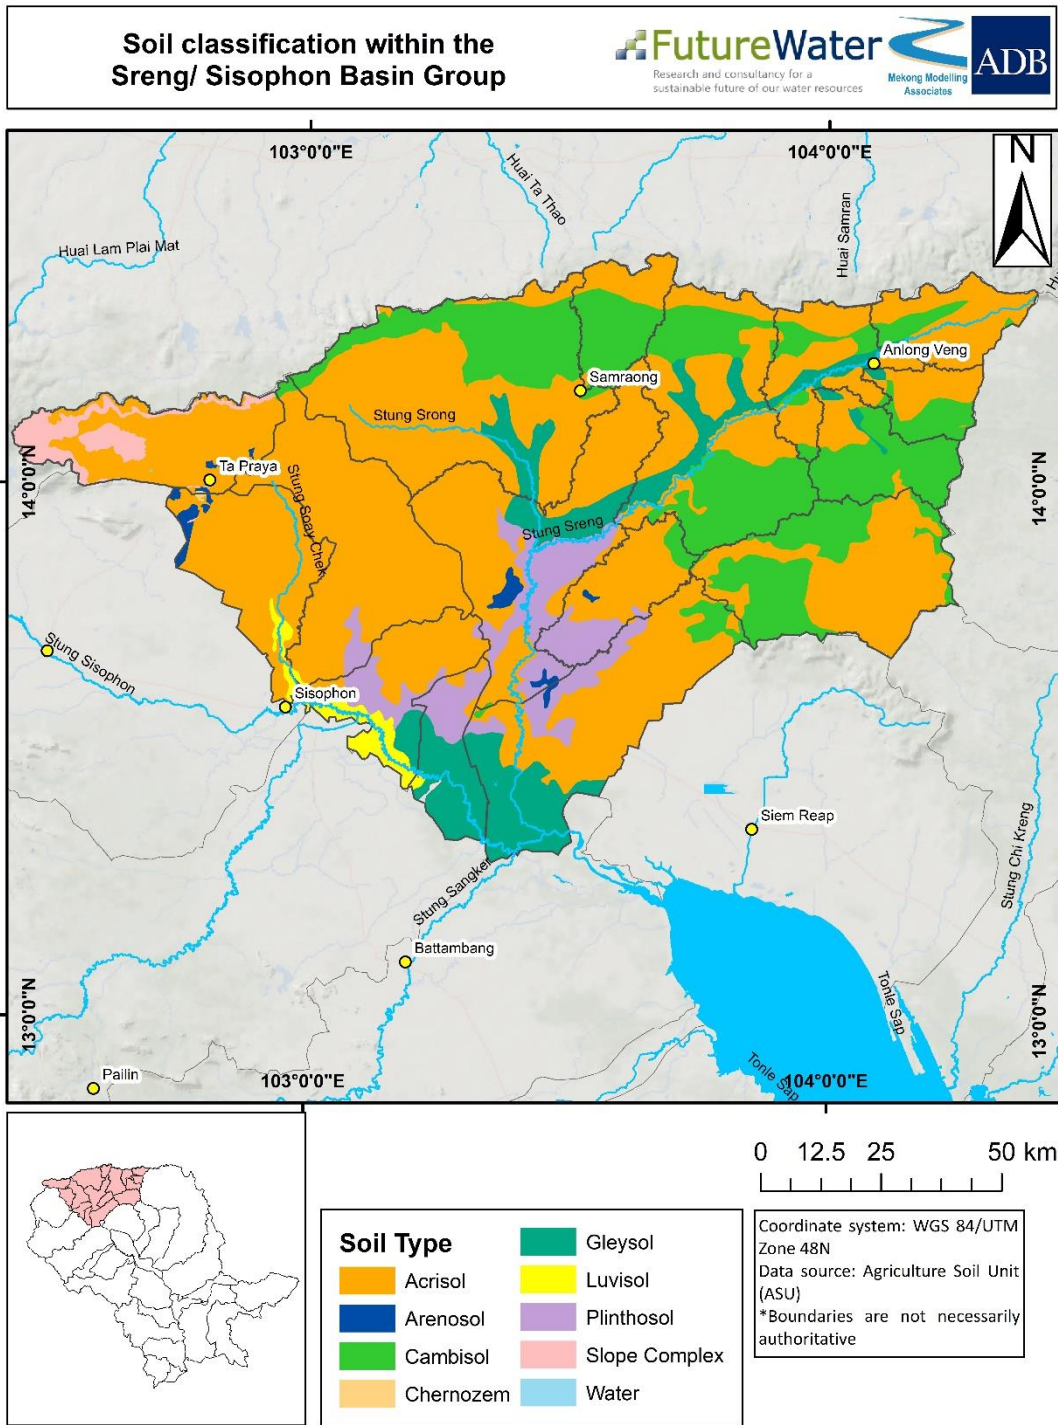 Soil classification within the
Sreng/ Sisophon Basin Group
FutureWater
Research and consultancy for a
sustainable future of our water resources
Mekong Modelling
Associates
ADB
103°0'0"E
104°0'0"E
N
Huai Ta Thao
Huai Samran
Huai Lam Plai Mat
Anlong Veng
Samraong
Stung Srong
Ta Praya
14°0'0"N
14°0'0"N
Stung Soay Chek
Stung Sreng
Stung Sisophon
Sisophon
Siem Reap
Stung Chi Kreng
Stung Sangker
Battambang
Tonle Sap
13°0'0"N
13°0'0"N
Pailin
Tonle Sap
103°0'0"E
104°0'0"E
0 12.5 25 50 km
Soil Type
Acrisol
Arenosol
Cambisol
Chernozem
Gleysol
Luvisol
Plinthosol
Slope Complex
Water
Coordinate system: WGS 84/UTM
Zone 48N
Data source: Agriculture Soil Unit
(ASU)
*Boundaries are not necessarily
authoritative